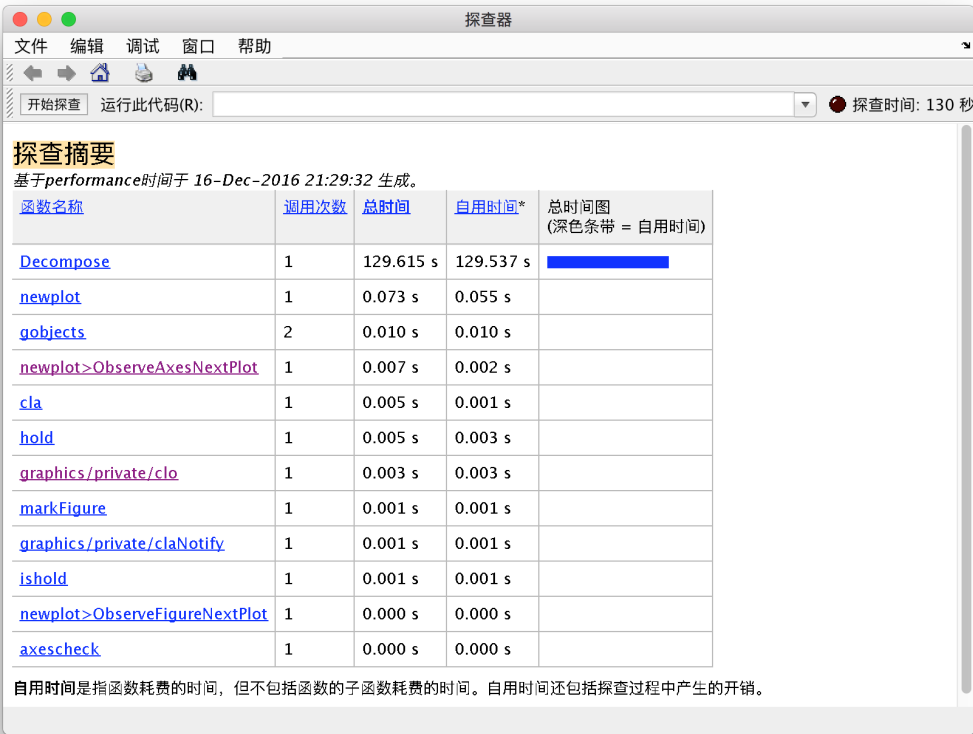 探查器
文件 编辑 调试 窗口 帮助
开始探查 运行此代码(R): 探查时间: 130 秒
探查摘要
基于performance时间于 16-Dec-2016 21:29:32 生成。
函数名称 调用次数 总时间 自用时间* 总时间图
(深色条带 = 自用时间)
Decompose 1 129.615 s 129.537 s
newplot 1 0.073 s 0.055 s
gobjects 2 0.010 s 0.010 s
newplot>ObserveAxesNextPlot 1 0.007 s 0.002 s
cla 1 0.005 s 0.001 s
hold 1 0.005 s 0.003 s
graphics/private/clo 1 0.003 s 0.003 s
markFigure 1 0.001 s 0.001 s
graphics/private/claNotify 1 0.001 s 0.001 s
ishold 1 0.001 s 0.001 s
newplot>ObserveFigureNextPlot 1 0.000 s 0.000 s
axescheck 1 0.000 s 0.000 s
自用时间是指函数耗费的时间，但不包括函数的子函数耗费的时间。自用时间还包括探查过程中产生的开销。